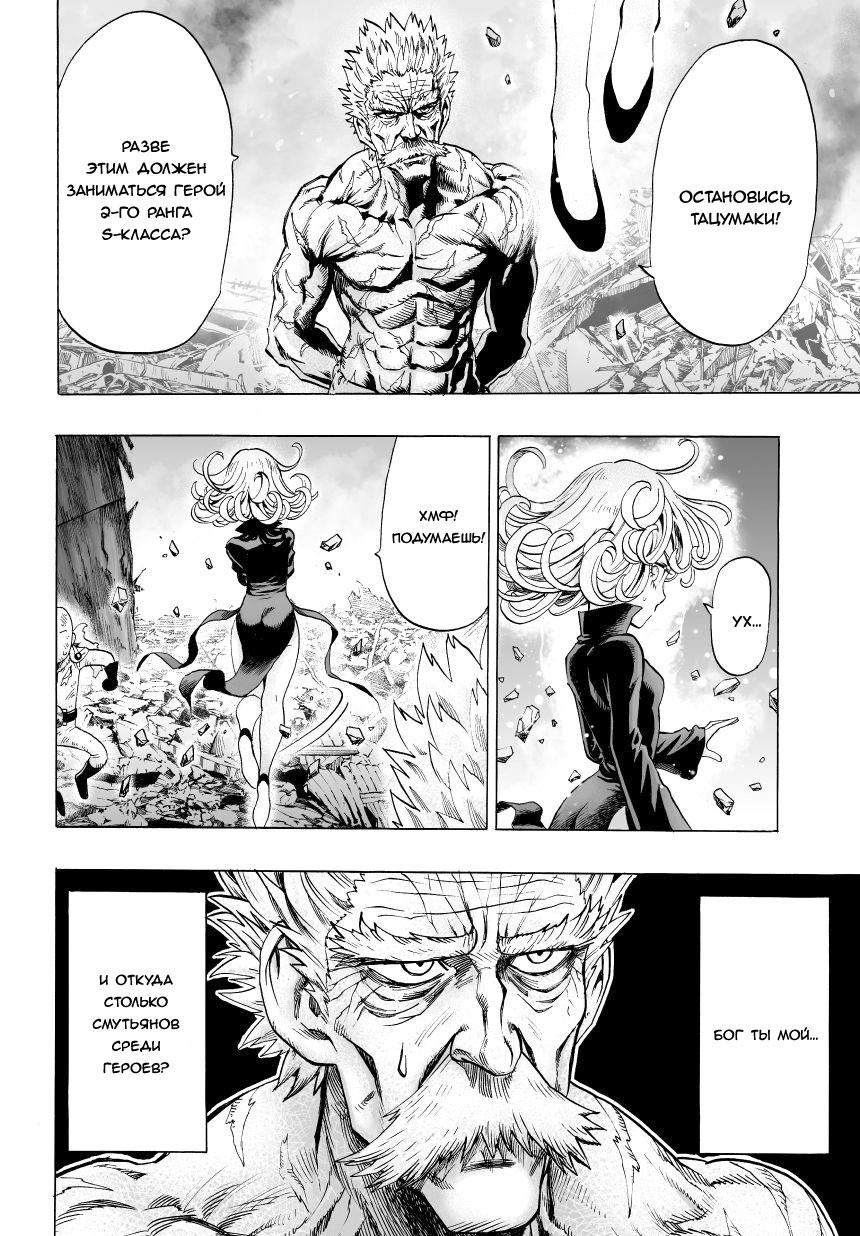 ОСТАНОВИСЬ,
ТАЦУМАКИ!
РАЗВЕ
ЭТИМ ДОЛЖЕН
ЗАНИМАТЬСЯ ГЕРОЙ
2-ГО РАНГА
S-КЛАССА?
УХ...
ХМФ!
ПОДУМАЕШЬ!
БОГ ТЫ МОЙ...
И ОТКУДА
СТОЛЬКО
СМУТЬЯНОВ
СРЕДИ
ГЕРОЕВ?